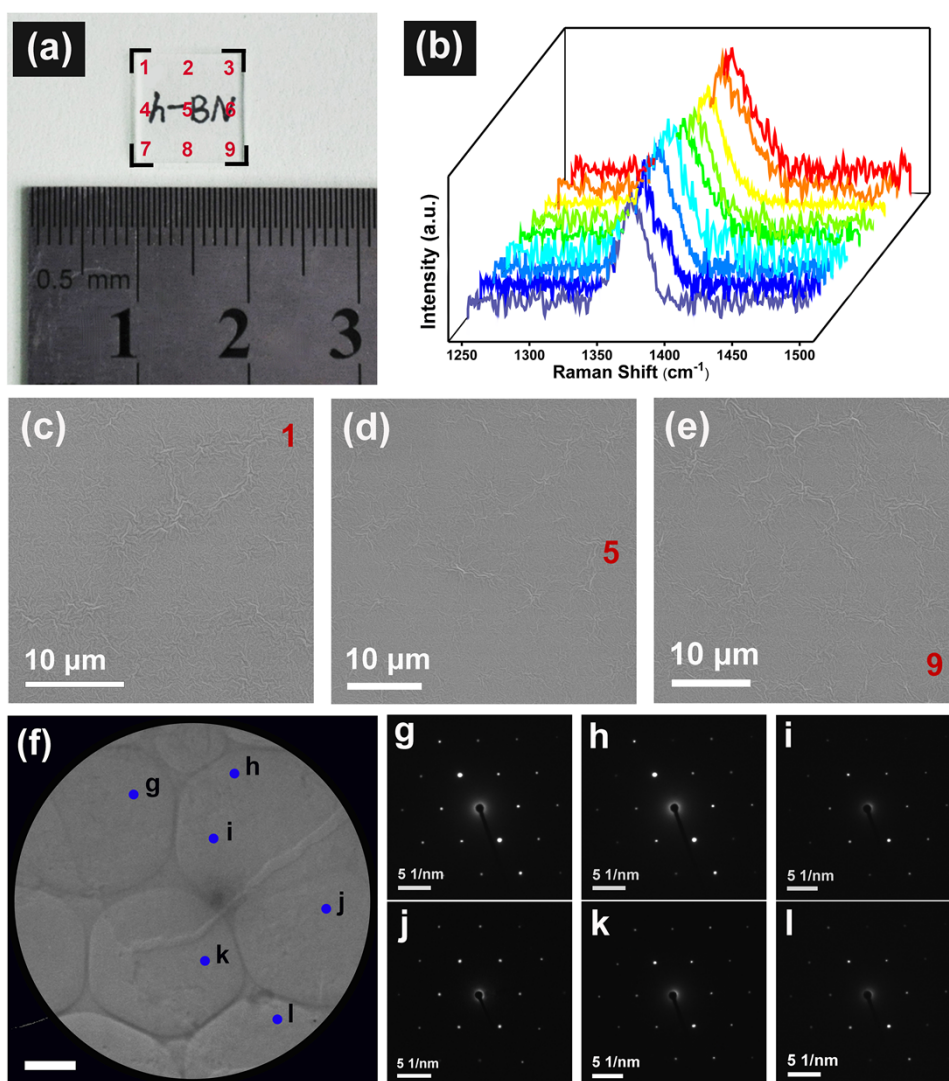 (a)
1 2 3
4 5 6
h-BN
7 8 9
0.5 mm
1 2 3
(b)
Intensity (a.u.)
1250 1300 1350 1400 1450 1500
Raman Shift (cm⁻¹)
(c)
1
10 μm
(d)
5
10 μm
(e)
9
10 μm
(f)
g
h
i
j
k
l
g
5 1/nm
h
5 1/nm
i
5 1/nm
j
5 1/nm
k
5 1/nm
l
5 1/nm